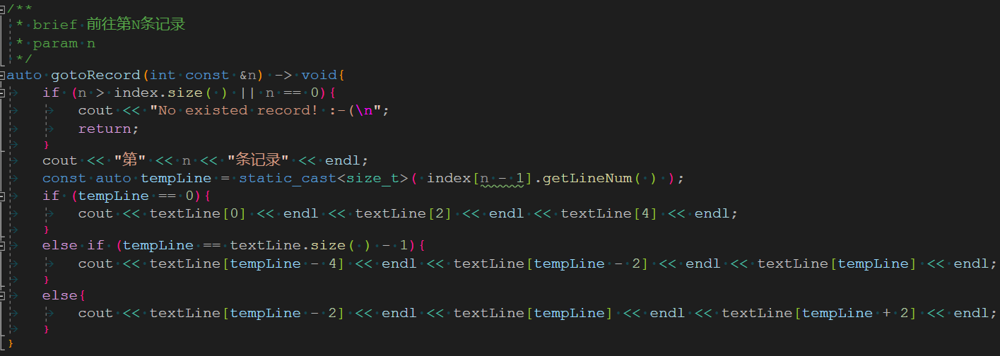 /**
 * brief 前往第N条记录
 * param n
 */
auto gotoRecord(int const &n) -> void{
    if (n > index.size( ) || n == 0){
        cout << "No existed record! :-(\n";
        return;
    }
    cout << "第" << n << "条记录" << endl;
    const auto tempLine = static_cast<size_t>( index[n - 1].getLineNum( ) );
    if (tempLine == 0){
        cout << textLine[0] << endl << textLine[2] << endl << textLine[4] << endl;
    }
    else if (tempLine == textLine.size( ) - 1){
        cout << textLine[tempLine - 4] << endl << textLine[tempLine - 2] << endl << textLine[tempLine] << endl;
    }
    else{
        cout << textLine[tempLine - 2] << endl << textLine[tempLine] << endl << textLine[tempLine + 2] << endl;
    }
}